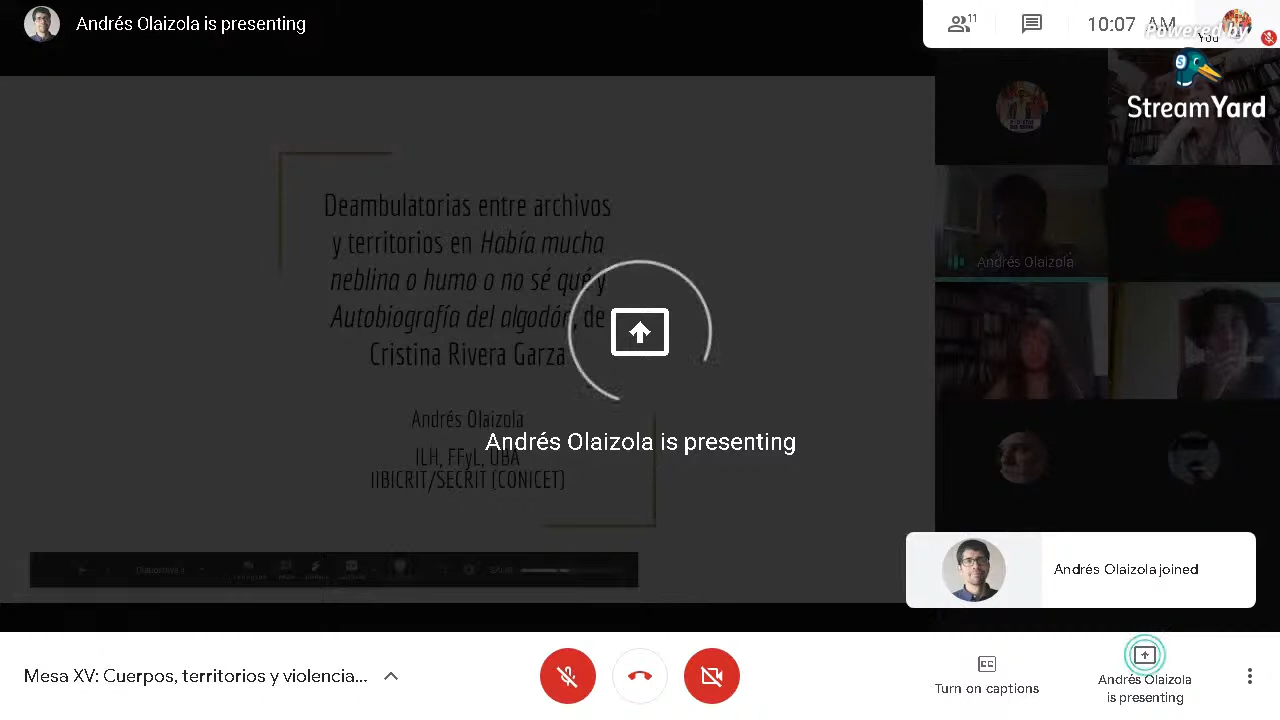 Andrés Olaizola is presenting
11
10:07 AM
You
Powered by
StreamYard
Deambulatorias entre archivos
y territorios en Había mucha
neblina o humo o no sé qué y
Autobiografía del algodón, de
Cristina Rivera Garza
Andrés Olaizola
ILH, FFyL, UBA
IIBICRIT/SECRIT (CONICET)
Andrés Olaizola is presenting
Andrés Olaizola
Andrés Olaizola joined
Mesa XV: Cuerpos, territorios y violencia...
Turn on captions
Andrés Olaizola
is presenting